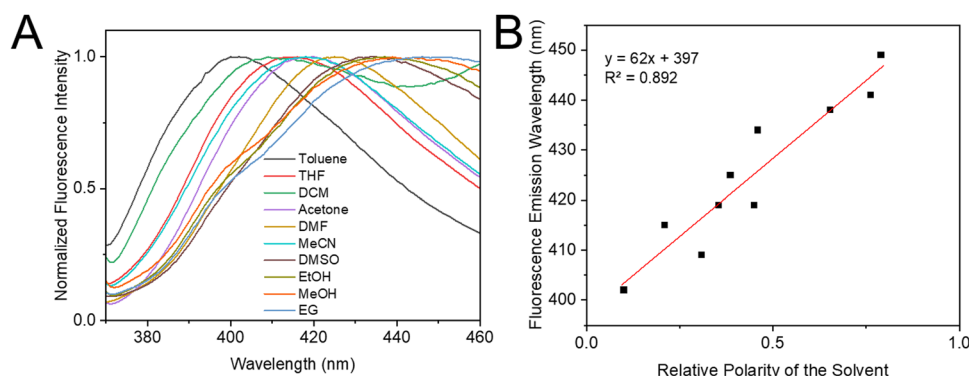 A
Normalized Fluorescence Intensity
1.0
0.5
0.0
Toluene
THF
DCM
Acetone
DMF
MeCN
DMSO
EtOH
MeOH
EG
380
400
420
440
460
Wavelength (nm)
B
Fluorescence Emission Wavelength (nm)
y = 62x + 397
R² = 0.892
450
440
430
420
410
400
0.0
0.5
1.0
Relative Polarity of the Solvent